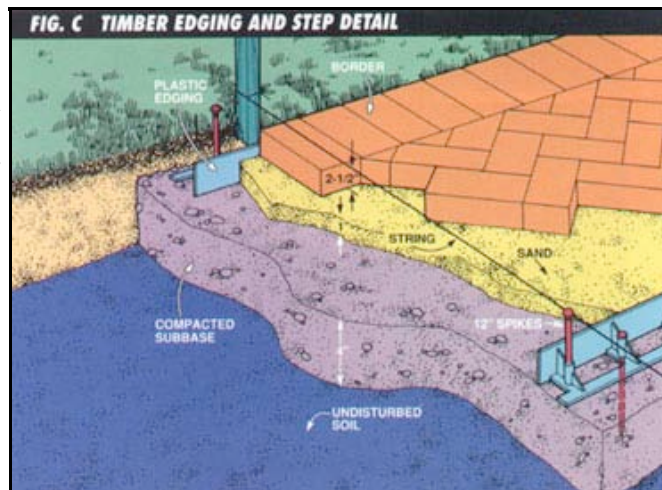 FIG. C TIMBER EDGING AND STEP DETAIL
BORDER
PLASTIC
EDGING
2-1/2"
1"
STRING
SAND
12" SPIKES
COMPACTED
SUBBASE
4"
UNDISTURBED
SOIL